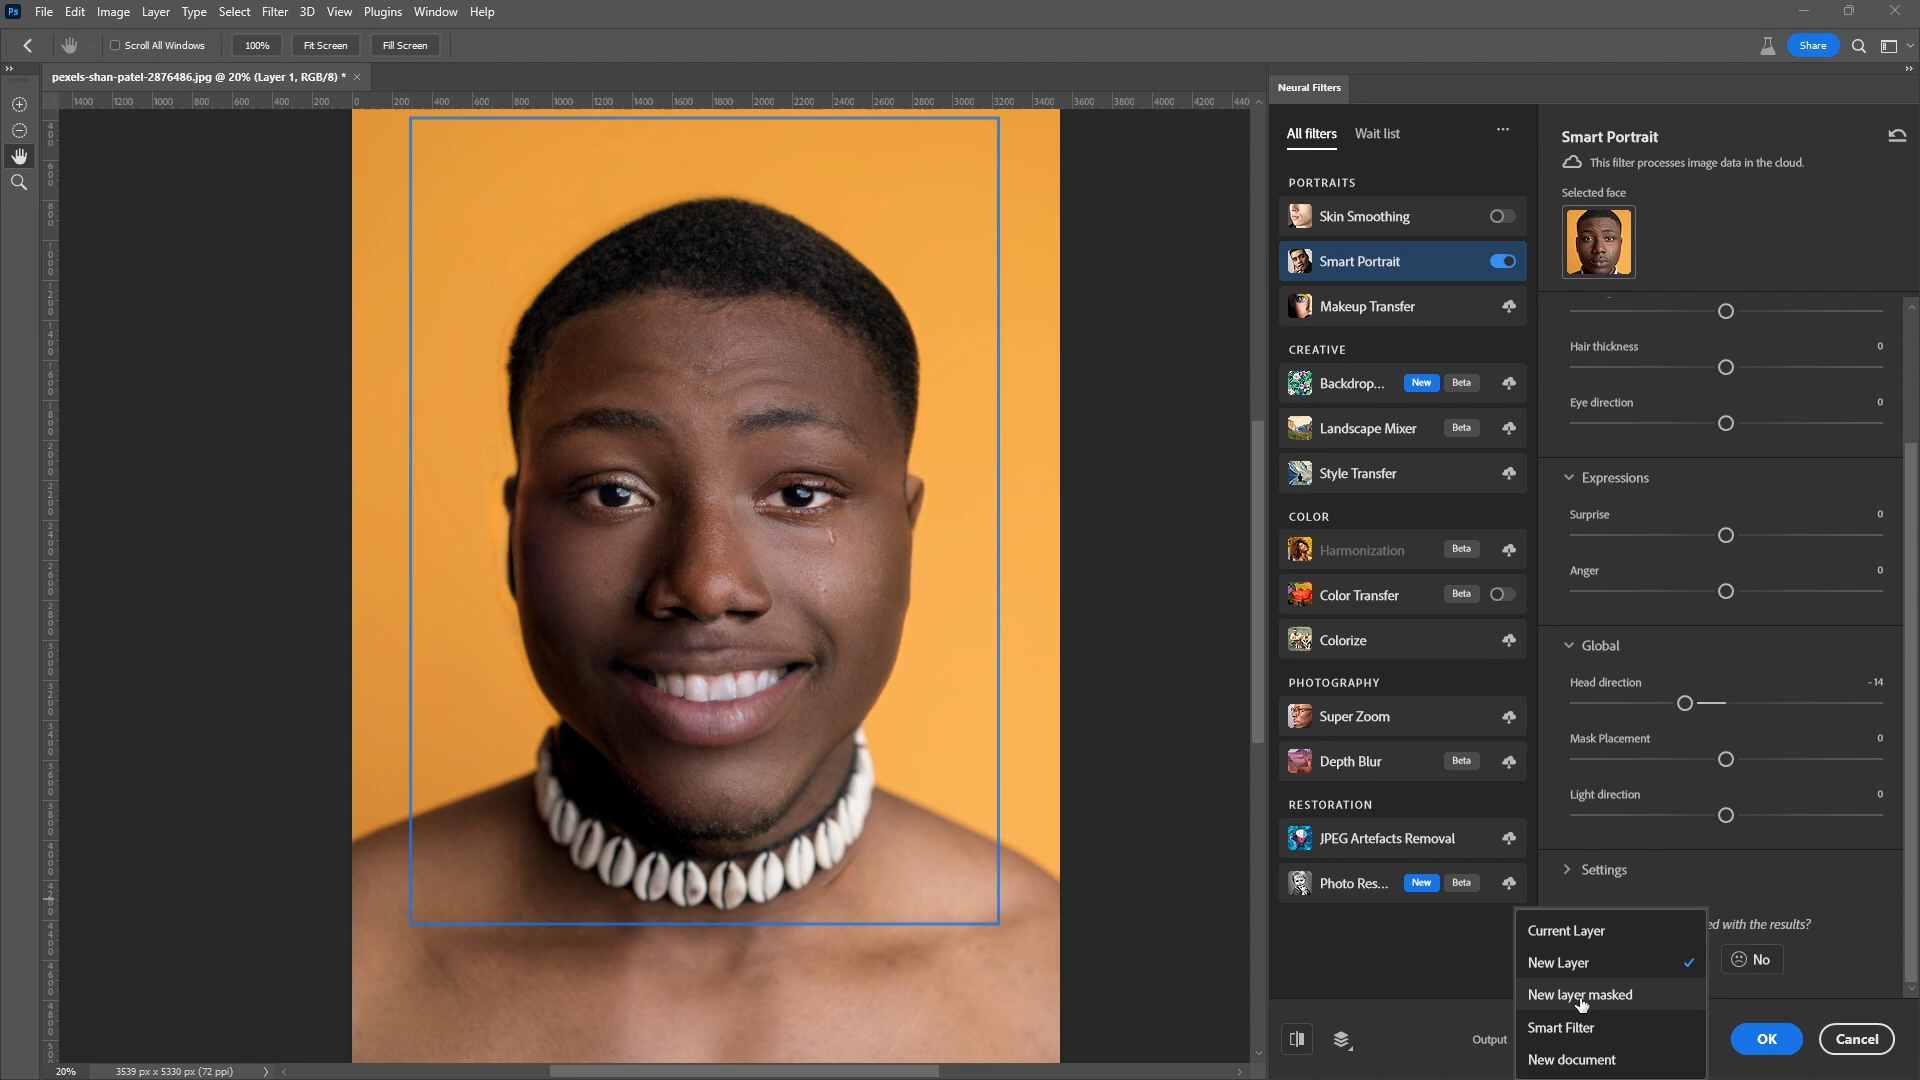 Ps File Edit Image Layer Type Select Filter 3D View Plugins Window Help
Scroll All Windows 100% Fit Screen Fill Screen Share
pexels-shan-patel-2876486.jpg @ 20% (Layer 1, RGB/8) * ×
1400 1200 1000 800 600 400 200 0 200 400 600 800 1000 1200 1400 1600 1800 2000 2200 2400 2600 2800 3000 3200 3400 3600 3800 4000 4200 440
Neural Filters
All filters Wait list
PORTRAITS
Skin Smoothing
Smart Portrait
Makeup Transfer
CREATIVE
Backdrop... New Beta
Landscape Mixer Beta
Style Transfer
COLOR
Harmonization Beta
Color Transfer Beta
Colorize
PHOTOGRAPHY
Super Zoom
Depth Blur Beta
RESTORATION
JPEG Artefacts Removal
Photo Res... New Beta
Smart Portrait
This filter processes image data in the cloud.
Selected face
Hair thickness 0
Eye direction 0
Expressions
Surprise 0
Anger 0
Global
Head direction -14
Mask Placement 0
Light direction 0
Settings
ed with the results?
No
Current Layer
New Layer
New layer masked
Smart Filter
New document
Output
OK Cancel
20% 3539 px x 5330 px (72 ppi)